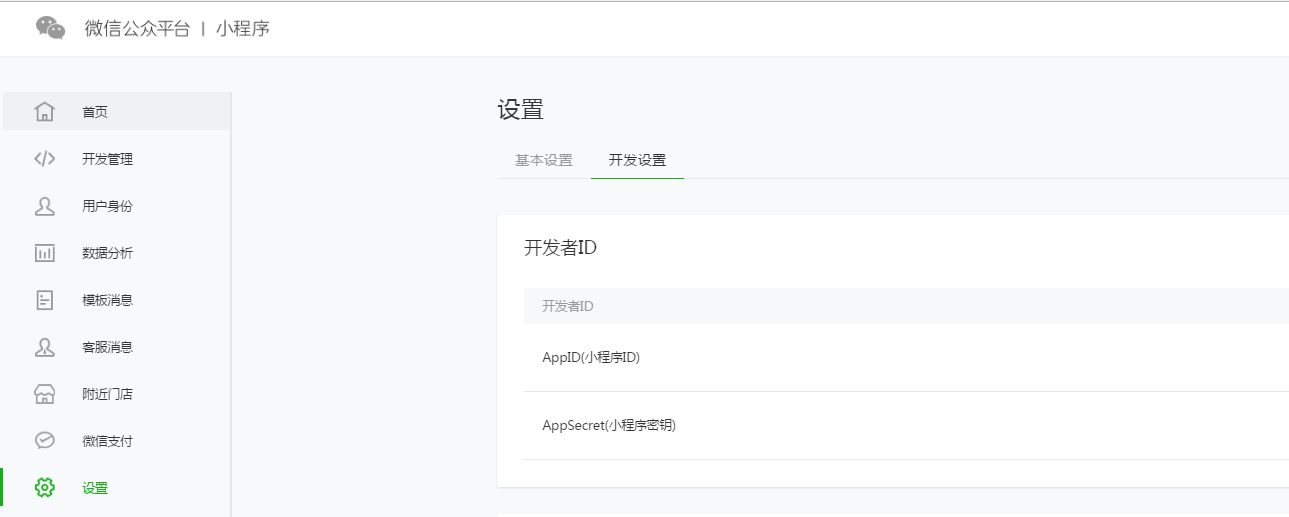 微信公众平台 | 小程序
首页
开发管理
用户身份
数据分析
模板消息
客服消息
附近门店
微信支付
设置
设置
基本设置 开发设置
开发者ID
开发者ID
AppID(小程序ID)
AppSecret(小程序密钥)